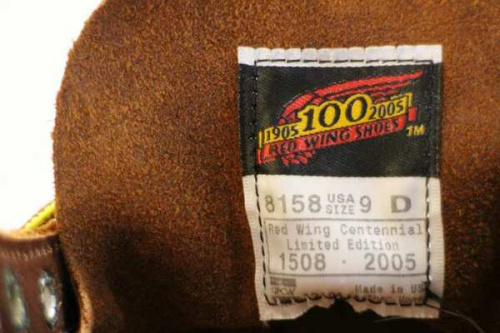 1905 100 2005
RED WING SHOES TM
8158 USA SIZE 9 D
Red Wing Centennial
Limited Edition
1508 · 2005
Made in